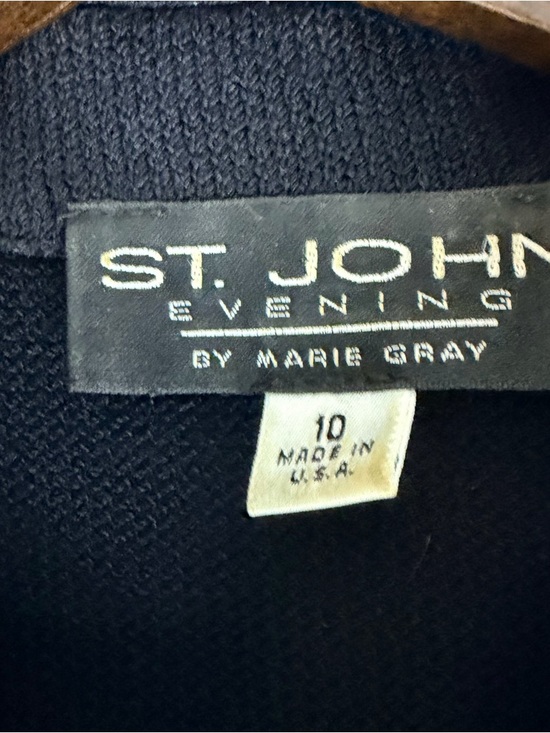 ST. JOHN
EVENING
BY MARIE GRAY
10
MADE IN
U.S.A.